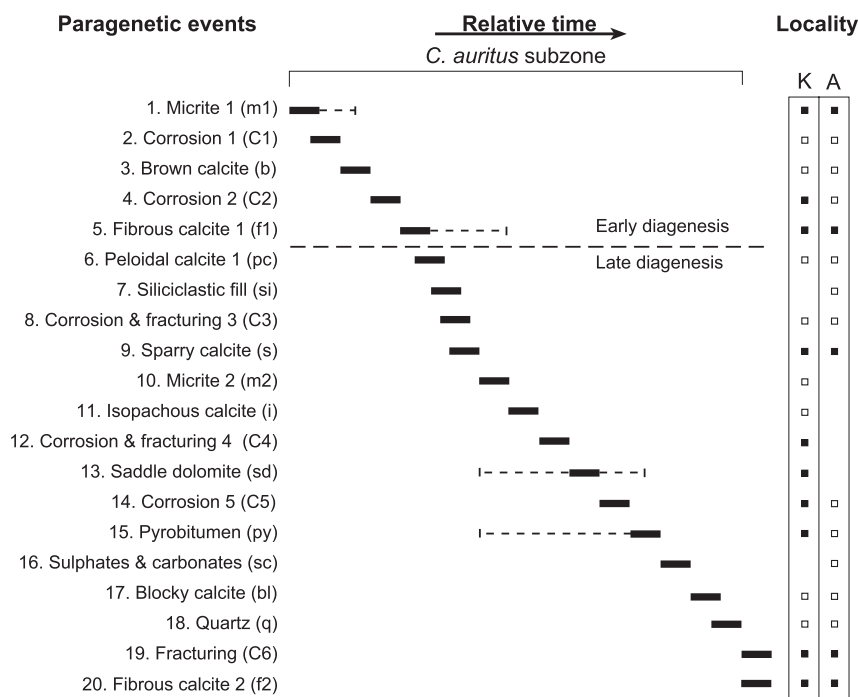 Paragenetic events
Relative time
Locality
C. auritus subzone
K A
1. Micrite 1 (m1)
2. Corrosion 1 (C1)
3. Brown calcite (b)
4. Corrosion 2 (C2)
5. Fibrous calcite 1 (f1)
Early diagenesis
6. Peloidal calcite 1 (pc)
Late diagenesis
7. Siliciclastic fill (si)
8. Corrosion & fracturing 3 (C3)
9. Sparry calcite (s)
10. Micrite 2 (m2)
11. Isopachous calcite (i)
12. Corrosion & fracturing 4 (C4)
13. Saddle dolomite (sd)
14. Corrosion 5 (C5)
15. Pyrobitumen (py)
16. Sulphates & carbonates (sc)
17. Blocky calcite (bl)
18. Quartz (q)
19. Fracturing (C6)
20. Fibrous calcite 2 (f2)